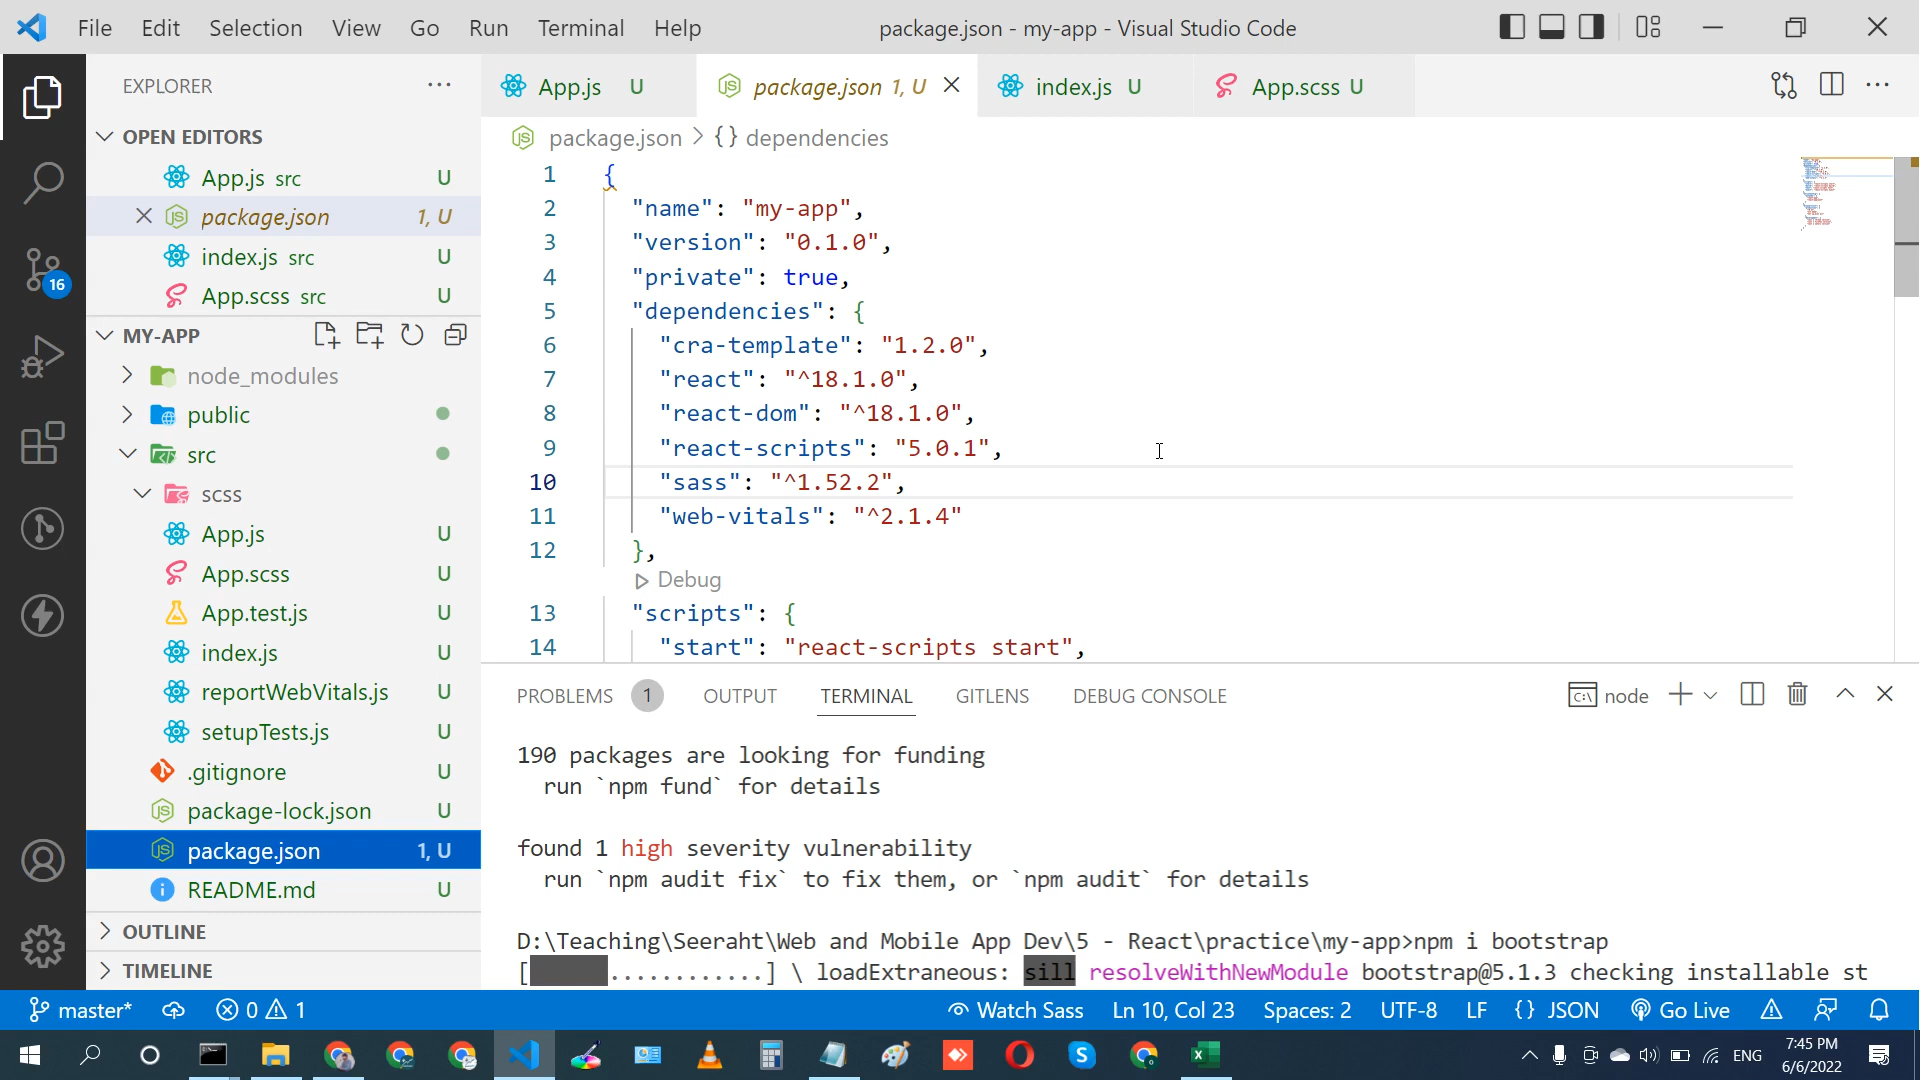 File Edit Selection View Go Run Terminal Help package.json - my-app - Visual Studio Code
EXPLORER
OPEN EDITORS
App.js src U
package.json 1, U
index.js src U
App.scss src U
MY-APP
node_modules
public
src
scss
App.js U
App.scss U
App.test.js U
index.js U
reportWebVitals.js U
setupTests.js U
.gitignore U
package-lock.json U
package.json 1, U
README.md U
OUTLINE
TIMELINE
16
App.js U package.json 1, U index.js U App.scss U
package.json > {} dependencies
1 {
2 "name": "my-app",
3 "version": "0.1.0",
4 "private": true,
5 "dependencies": {
6 "cra-template": "1.2.0",
7 "react": "^18.1.0",
8 "react-dom": "^18.1.0",
9 "react-scripts": "5.0.1",
10 "sass": "^1.52.2",
11 "web-vitals": "^2.1.4"
12 },
Debug
13 "scripts": {
14 "start": "react-scripts start",
PROBLEMS 1 OUTPUT TERMINAL GITLENS DEBUG CONSOLE node
190 packages are looking for funding
run `npm fund` for details
found 1 high severity vulnerability
run `npm audit fix` to fix them, or `npm audit` for details
D:\Teaching\Seeraht\Web and Mobile App Dev\5 - React\practice\my-app>npm i bootstrap
[ ............] \ loadExtraneous: sill resolveWithNewModule bootstrap@5.1.3 checking installable st
master* 0 1 Watch Sass Ln 10, Col 23 Spaces: 2 UTF-8 LF {} JSON Go Live
ENG 7:45 PM
6/6/2022